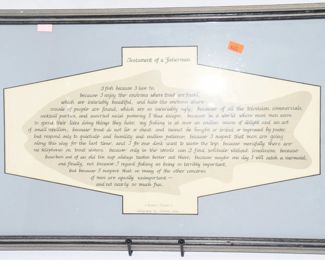 Testament of a Fisherman
I fish because I love to,
because I enjoy the environs where trout are found,
which are invariably beautiful, and hate the environs where
crowds of people are found, which are invariably ugly; because of all the television commercials,
cocktail parties, and assorted social posturing I thus escape; because in a world where most men seem
to spend their lives doing things they hate, my fishing is at once an endless source of delight and an act
of small rebellion; because trout do not lie or cheat and cannot be bought or bribed or impressed by power,
but respond only to quietude and humility and endless patience; because I suspect that men are going
along this way for the last time, and I for one don't want to waste the trip; because mercifully there are
no telephones on trout waters; because only in the woods can I find solitude without loneliness; because
bourbon out of an old tin cup always tastes better out there; because maybe one day I will catch a mermaid;
and finally, not because I regard fishing as being so terribly important,
but because I suspect that so many of the other concerns
of men are equally unimportant —
and not nearly so much fun.